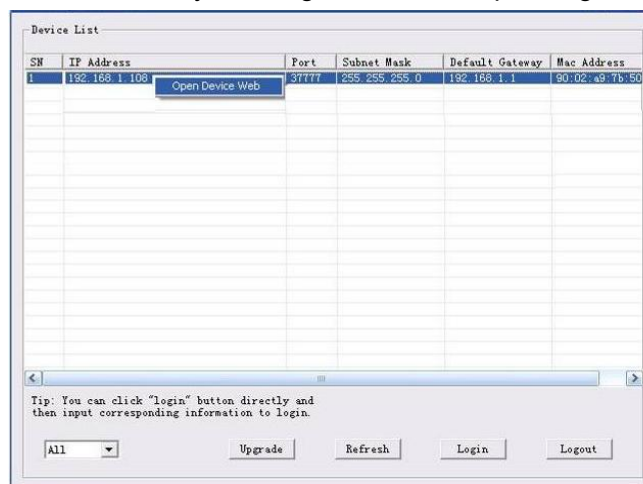 Device List
SN IP Address Port Subnet Mask Default Gateway Mac Address
1 192.168.1.108 37777 255.255.255.0 192.168.1.1 90:02:a9:7b:50
Open Device Web
Tip: You can click "login" button directly and
then input corresponding information to login.
All Upgrade Refresh Login Logout